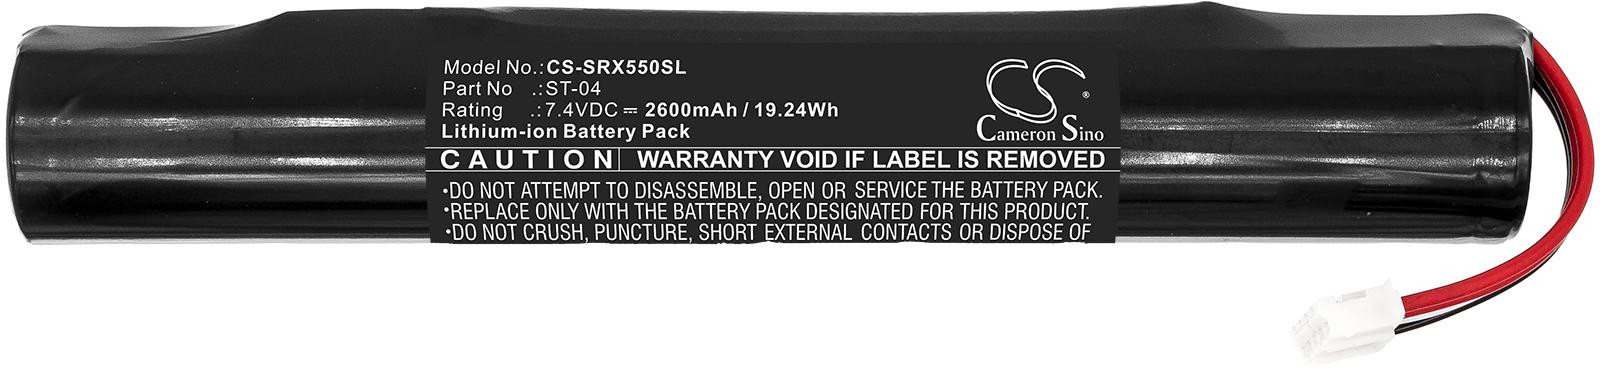 Model No.:CS-SRX550SL
Part No .:ST-04
Rating .:7.4VDC ⎓ 2600mAh / 19.24Wh
Lithium-ion Battery Pack
CS ®
Cameron Sino
CAUTION WARRANTY VOID IF LABEL IS REMOVED
•DO NOT ATTEMPT TO DISASSEMBLE, OPEN OR SERVICE THE BATTERY PACK.
•REPLACE ONLY WITH THE BATTERY PACK DESIGNATED FOR THIS PRODUCT.
•DO NOT CRUSH, PUNCTURE, SHORT EXTERNAL CONTACTS OR DISPOSE OF